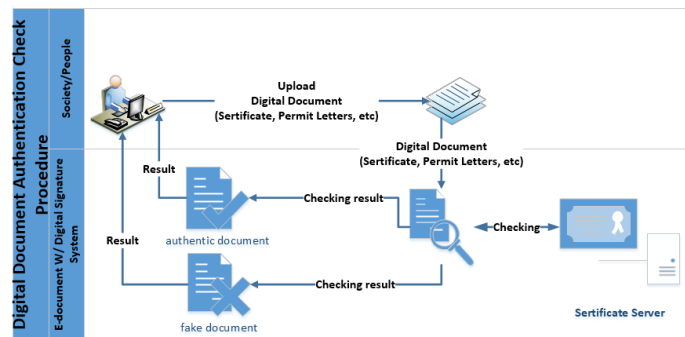 Digital Document Authentication Check
Procedure
Society/People
E-document W/ Digital Signature
System
Upload
Digital Document
(Sertificate, Permit Letters, etc)
Digital Document
(Sertificate, Permit Letters, etc)
Result
Checking result
authentic document
Checking
Result
Checking result
fake document
Sertificate Server